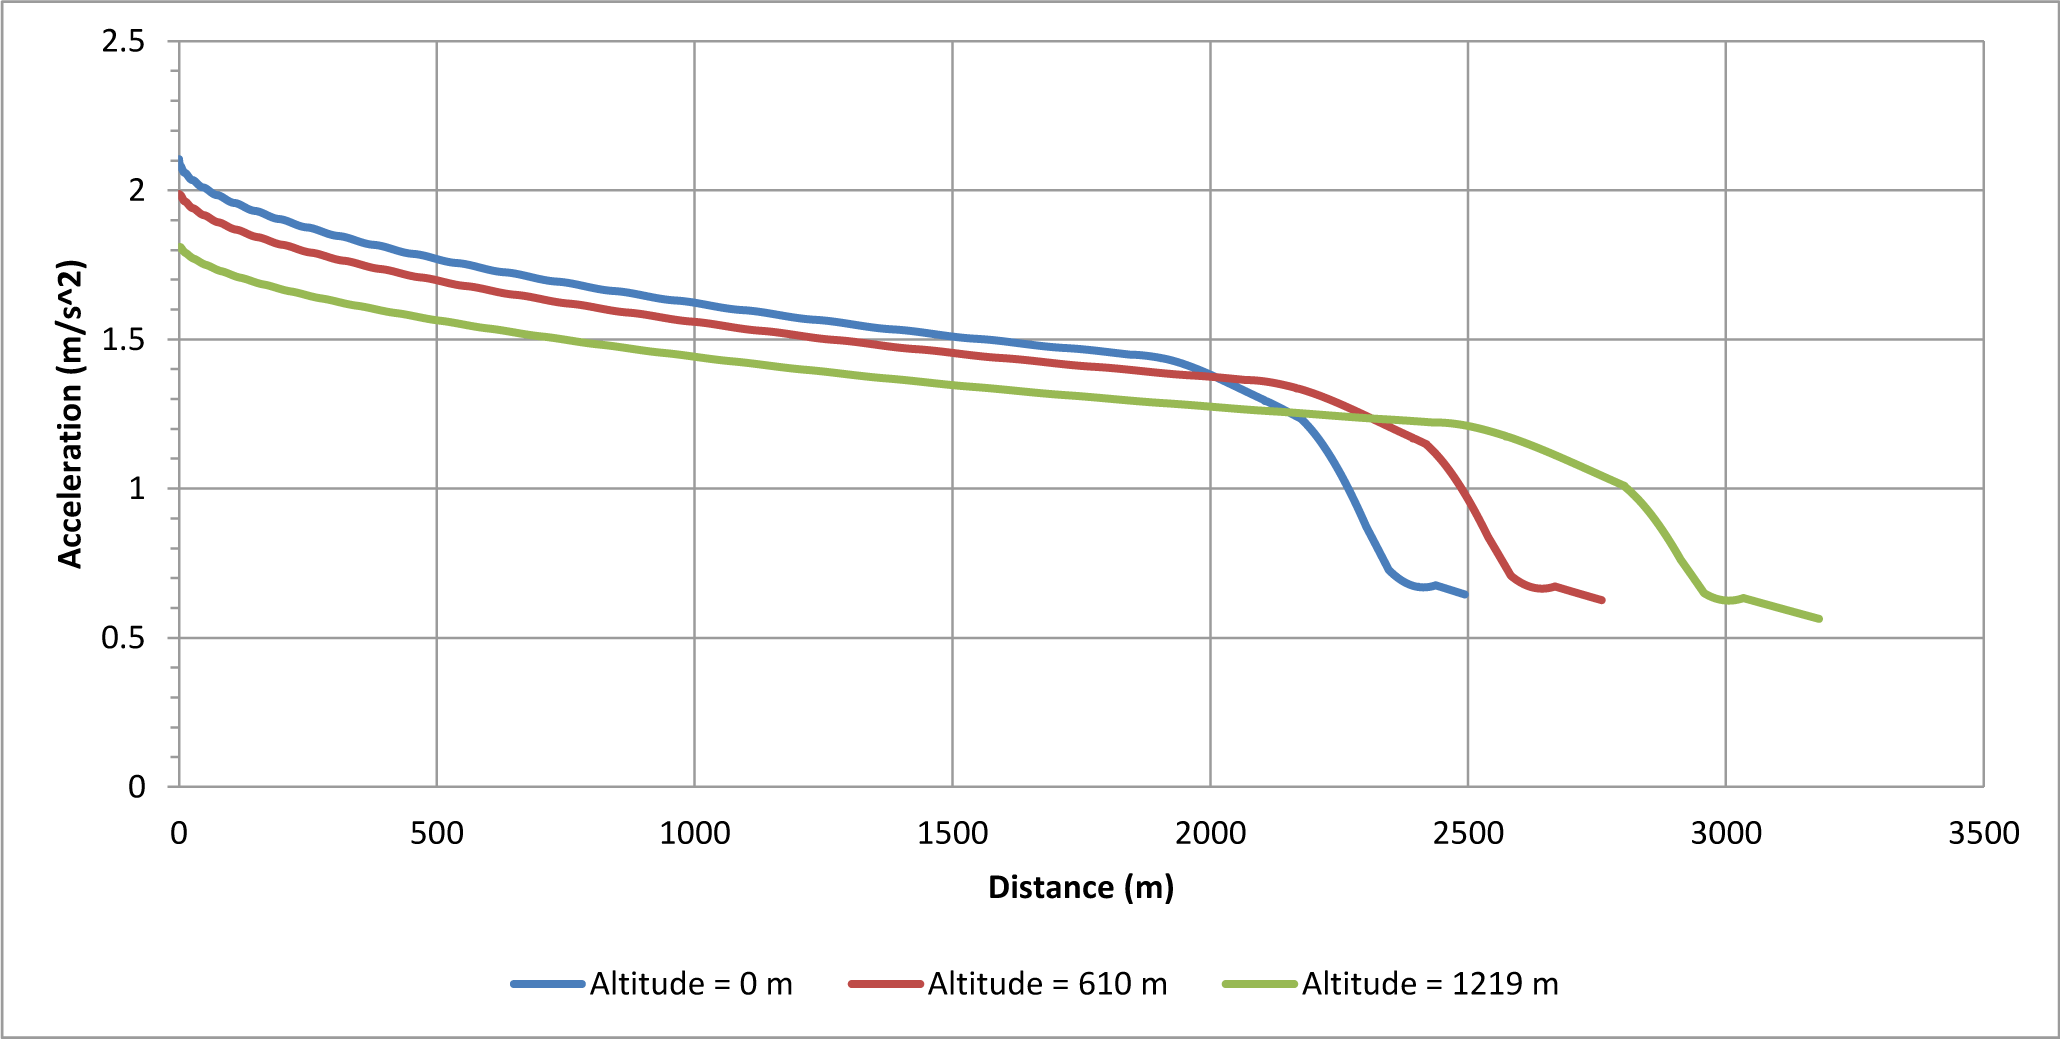 2.5
2
1.5
1
0.5
0
Acceleration (m/s^2)
0 500 1000 1500 2000 2500 3000 3500
Distance (m)
Altitude = 0 m Altitude = 610 m Altitude = 1219 m